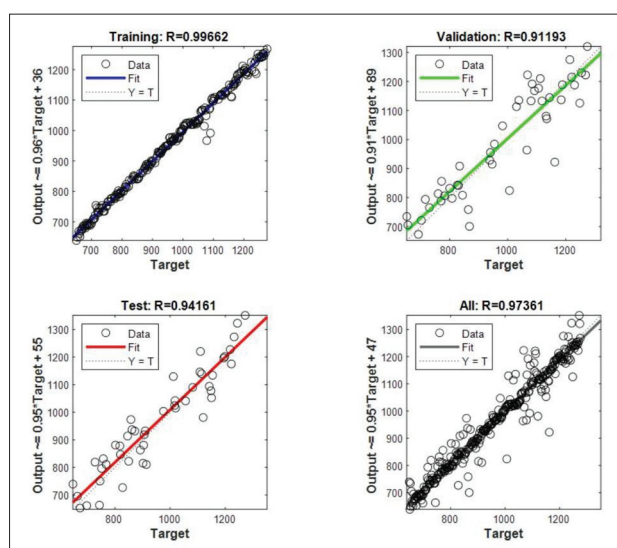 Training: R=0.99662
Output ~= 0.96*Target + 36
1200
1100
1000
900
800
700
Data
Fit
Y = T
700 800 900 1000 1100 1200
Target
Validation: R=0.91193
Output ~= 0.91*Target + 89
1300
1200
1100
1000
900
800
700
Data
Fit
Y = T
800 1000 1200
Target
Test: R=0.94161
Output ~= 0.95*Target + 55
1300
1200
1100
1000
900
800
700
Data
Fit
Y = T
800 1000 1200
Target
All: R=0.97361
Output ~= 0.95*Target + 47
1300
1200
1100
1000
900
800
700
Data
Fit
Y = T
800 1000 1200
Target